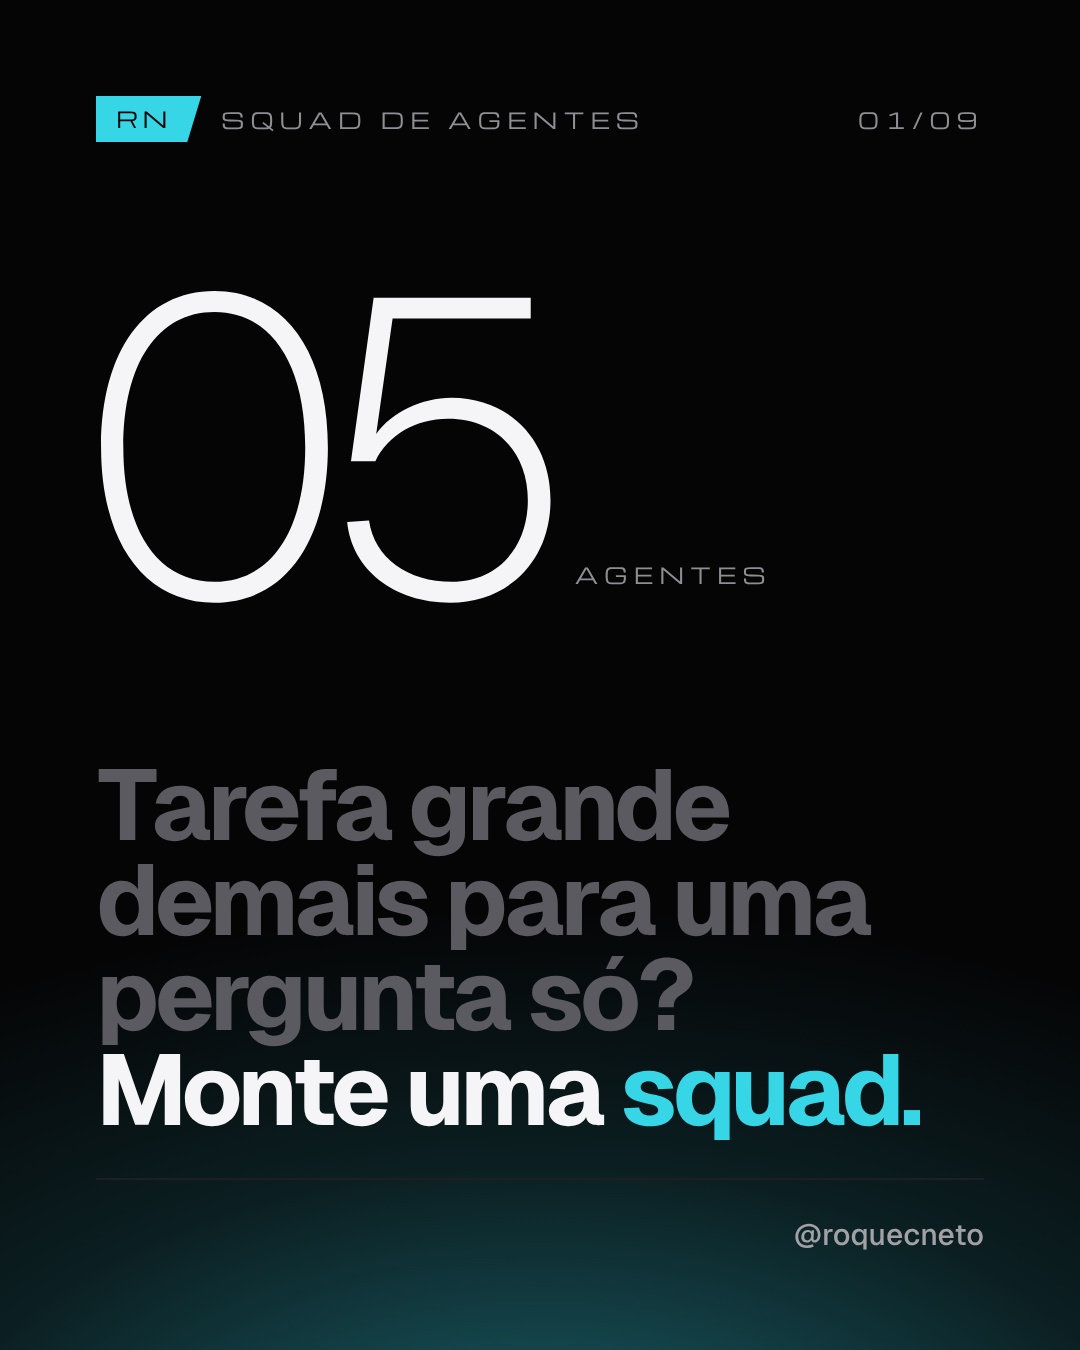 RN SQUAD DE AGENTES 01/09
05 AGENTES
Tarefa grande
demais para uma
pergunta só?
Monte uma squad.
@roquecneto